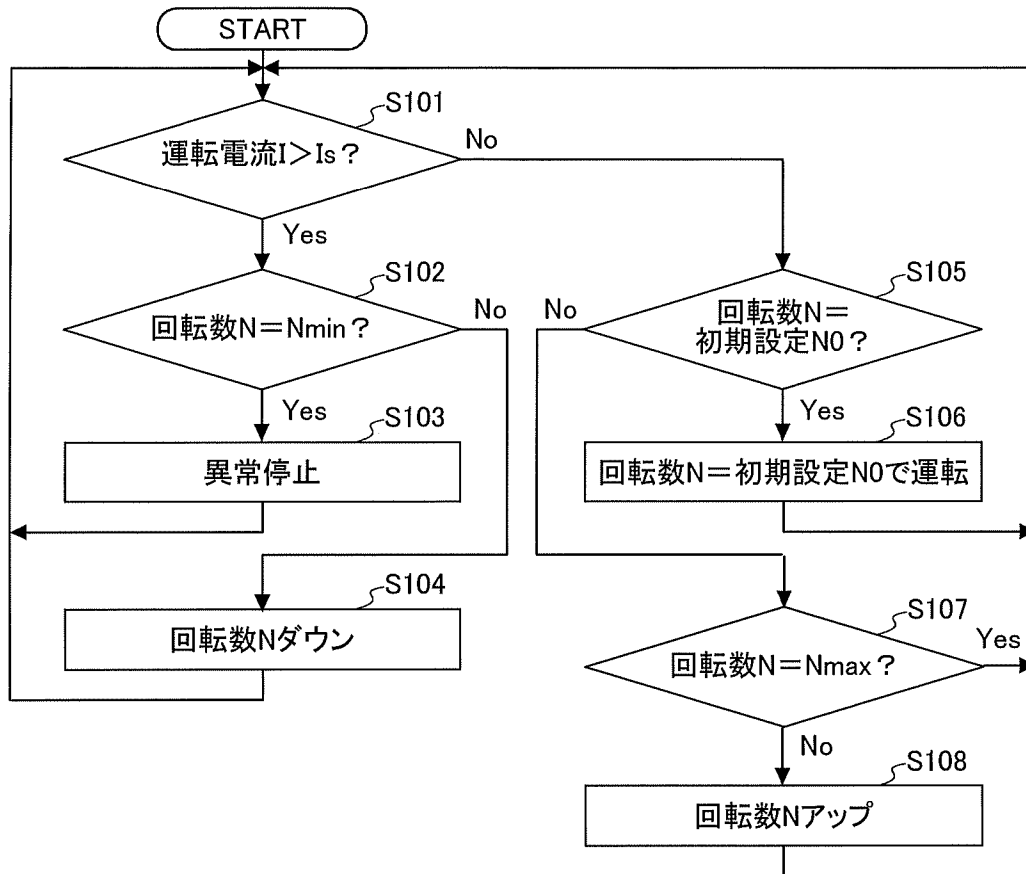 START
S101
運転電流I＞Is？
No
Yes
S102
回転数N＝Nmin？
No
Yes
S103
異常停止
S104
回転数Nダウン
S105
回転数N＝
初期設定N0？
No
Yes
S106
回転数N＝初期設定N0で運転
S107
回転数N＝Nmax？
Yes
No
S108
回転数Nアップ